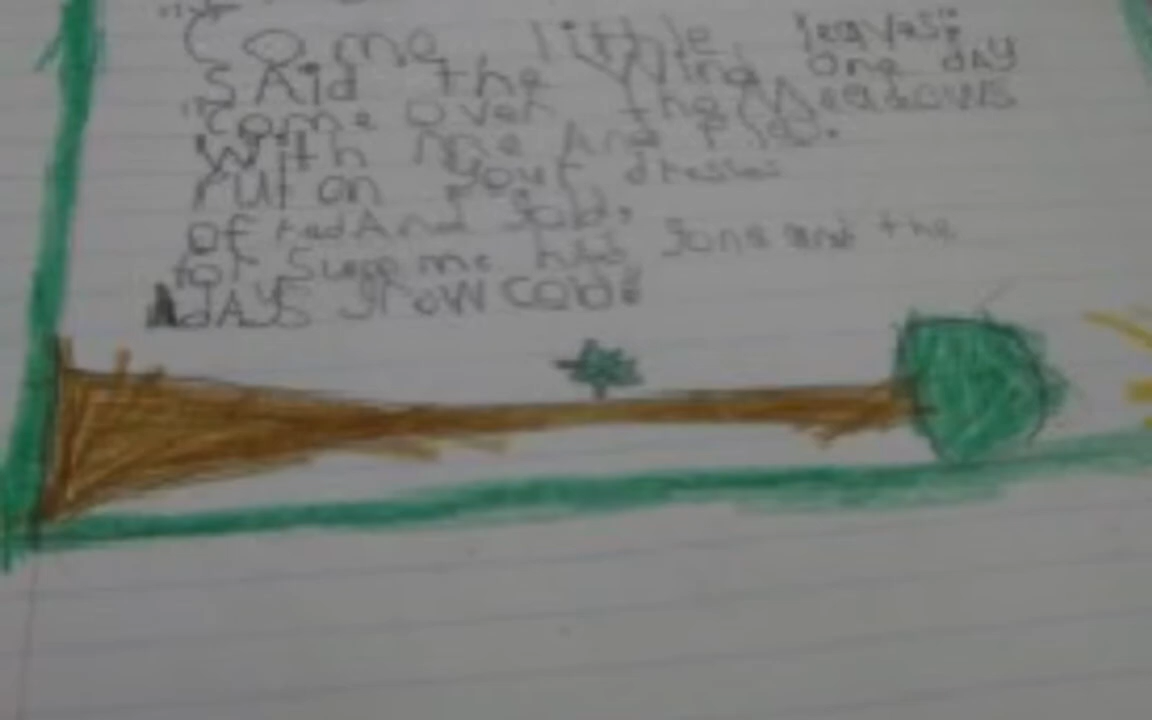 "Come little leaves"
SAid the Wind one dAY
"Come over the Meadows
With me And Play.
Put on your dresses
of red And Gold,
for Summe has Gone and the
dAYS grow Cold"